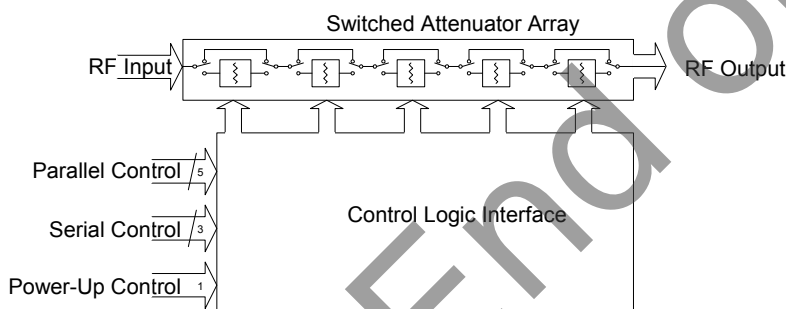 Switched Attenuator Array
RF Input
RF Output
Parallel Control 5
Serial Control 3
Control Logic Interface
Power-Up Control 1
End